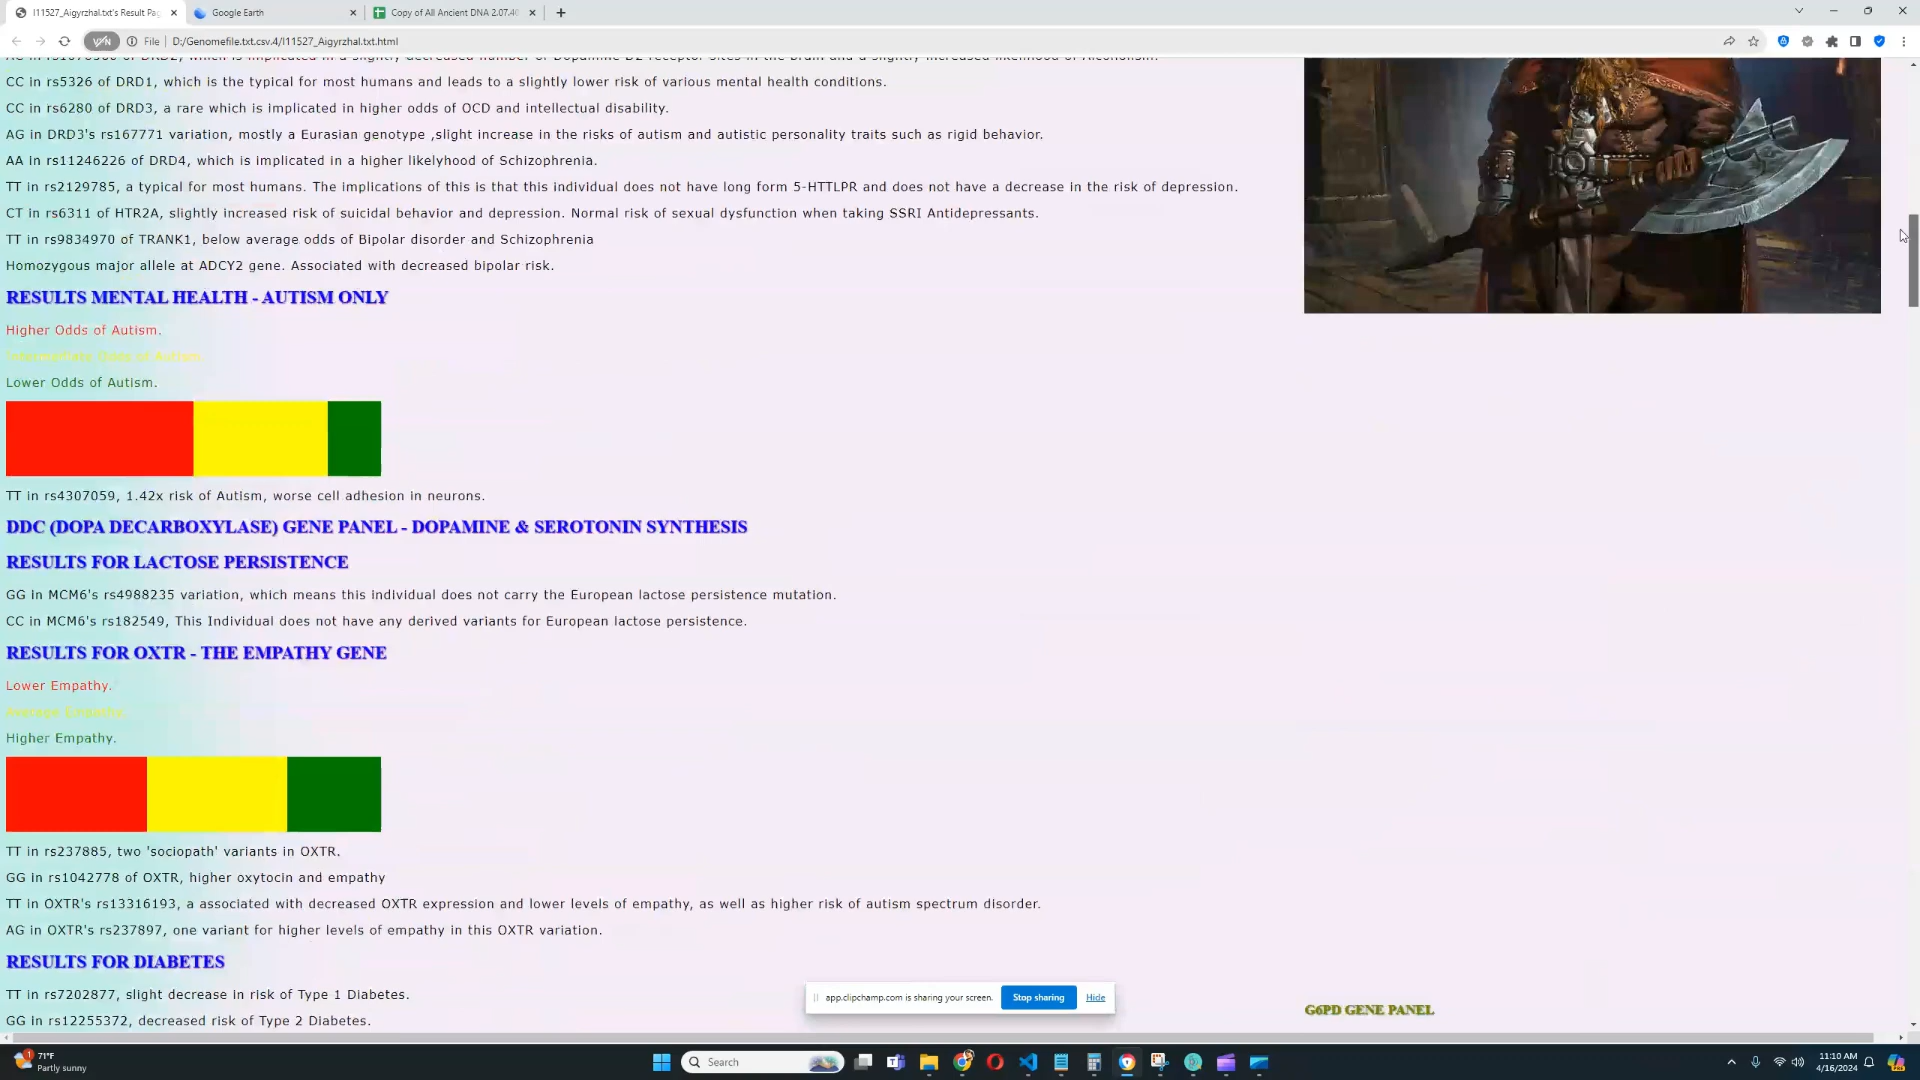 I11527_Aigyrzhal.txt's Result Pag
Google Earth
Copy of All Ancient DNA 2.07.40
File
D:/Genomefile.txt.csv.4/I11527_Aigyrzhal.txt.html
CC in rs5326 of DRD1, which is the typical for most humans and leads to a slightly lower risk of various mental health conditions.
CC in rs6280 of DRD3, a rare which is implicated in higher odds of OCD and intellectual disability.
AG in DRD3's rs167771 variation, mostly a Eurasian genotype ,slight increase in the risks of autism and autistic personality traits such as rigid behavior.
AA in rs11246226 of DRD4, which is implicated in a higher likelyhood of Schizophrenia.
TT in rs2129785, a typical for most humans. The implications of this is that this individual does not have long form 5-HTTLPR and does not have a decrease in the risk of depression.
CT in rs6311 of HTR2A, slightly increased risk of suicidal behavior and depression. Normal risk of sexual dysfunction when taking SSRI Antidepressants.
TT in rs9834970 of TRANK1, below average odds of Bipolar disorder and Schizophrenia
Homozygous major allele at ADCY2 gene. Associated with decreased bipolar risk.
RESULTS MENTAL HEALTH - AUTISM ONLY
Higher Odds of Autism.
Intermediate Odds of Autism.
Lower Odds of Autism.
TT in rs4307059, 1.42x risk of Autism, worse cell adhesion in neurons.
DDC (DOPA DECARBOXYLASE) GENE PANEL - DOPAMINE & SEROTONIN SYNTHESIS
RESULTS FOR LACTOSE PERSISTENCE
GG in MCM6's rs4988235 variation, which means this individual does not carry the European lactose persistence mutation.
CC in MCM6's rs182549, This Individual does not have any derived variants for European lactose persistence.
RESULTS FOR OXTR - THE EMPATHY GENE
Lower Empathy.
Average Empathy.
Higher Empathy.
TT in rs237885, two 'sociopath' variants in OXTR.
GG in rs1042778 of OXTR, higher oxytocin and empathy
TT in OXTR's rs13316193, a associated with decreased OXTR expression and lower levels of empathy, as well as higher risk of autism spectrum disorder.
AG in OXTR's rs237897, one variant for higher levels of empathy in this OXTR variation.
RESULTS FOR DIABETES
TT in rs7202877, slight decrease in risk of Type 1 Diabetes.
GG in rs12255372, decreased risk of Type 2 Diabetes.
app.clipchamp.com is sharing your screen.
Stop sharing
Hide
G6PD GENE PANEL
1
71°F
Partly sunny
Search
11:10 AM
4/16/2024